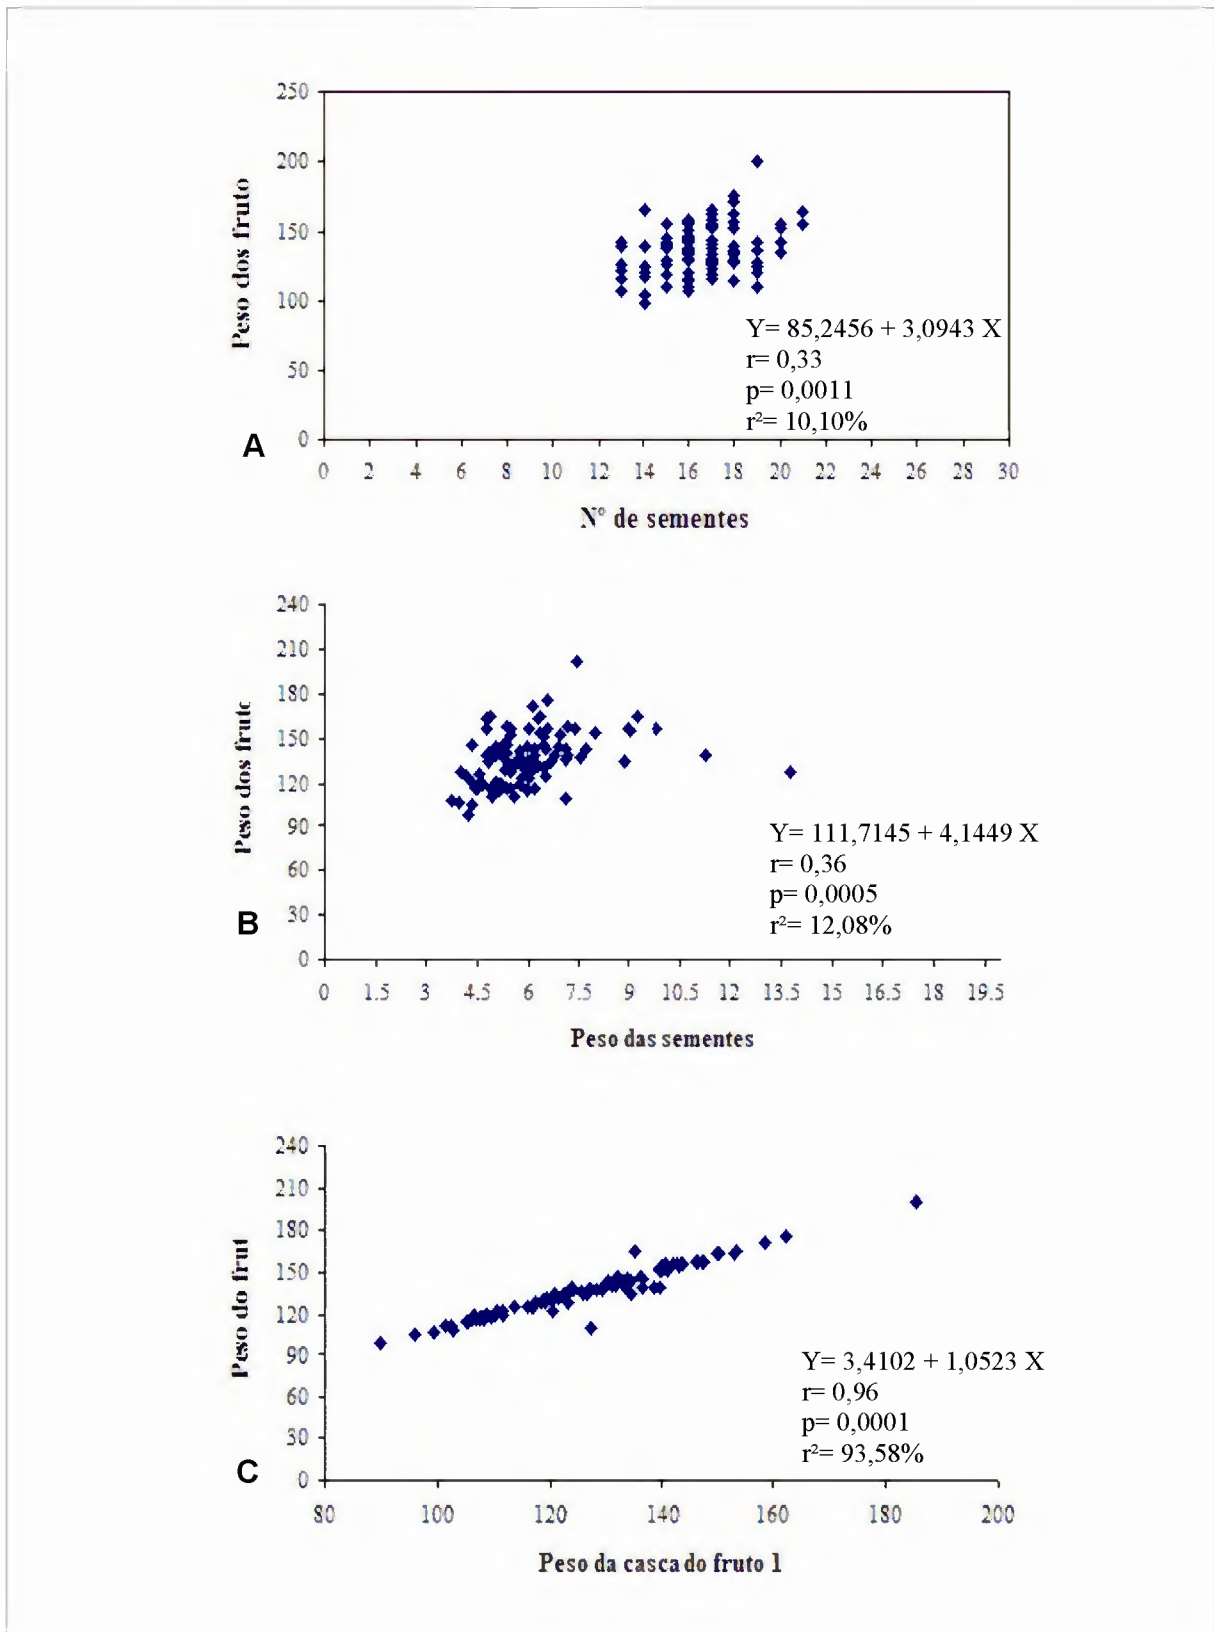 250
200
150
100
50
0
Peso dos fruto
Y= 85,2456 + 3,0943 X
r= 0,33
p= 0,0011
r²= 10,10%
A
0 2 4 6 8 10 12 14 16 18 20 22 24 26 28 30
Nº de sementes
240
210
180
150
120
90
60
30
0
Peso dos frutc
Y= 111,7145 + 4,1449 X
r= 0,36
p= 0,0005
r²= 12,08%
B
0 1.5 3 4.5 6 7.5 9 10.5 12 13.5 15 16.5 18 19.5
Peso das sementes
240
210
180
150
120
90
60
30
0
Peso do frut
Y= 3,4102 + 1,0523 X
r= 0,96
p= 0,0001
r²= 93,58%
C
80 100 120 140 160 180 200
Peso da casca do fruto 1